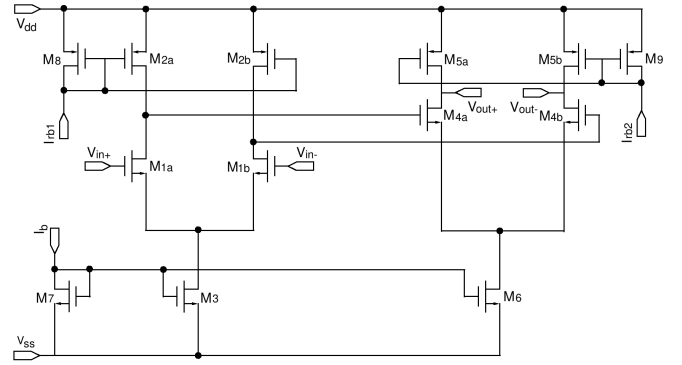 Vdd
M8
M2a
M2b
M5a
M5b
M9
Irb1
Vout+
Vout-
M4a
M4b
Irb2
Vin+
M1a
M1b
Vin-
Ib
M7
M3
M6
Vss